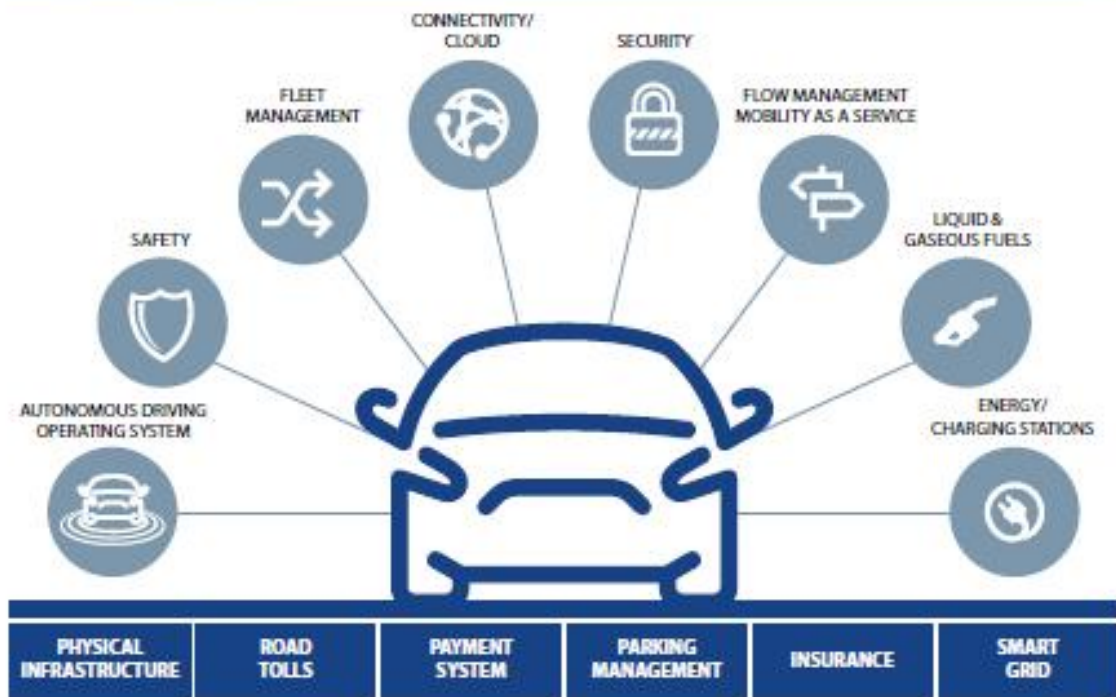 CONNECTIVITY/
CLOUD
SECURITY
FLEET
MANAGEMENT
FLOW MANAGEMENT
MOBILITY AS A SERVICE
SAFETY
LIQUID &
GASEOUS FUELS
AUTONOMOUS DRIVING
OPERATING SYSTEM
ENERGY/
CHARGING STATIONS
PHYSICAL
INFRASTRUCTURE
ROAD
TOLLS
PAYMENT
SYSTEM
PARKING
MANAGEMENT
INSURANCE
SMART
GRID